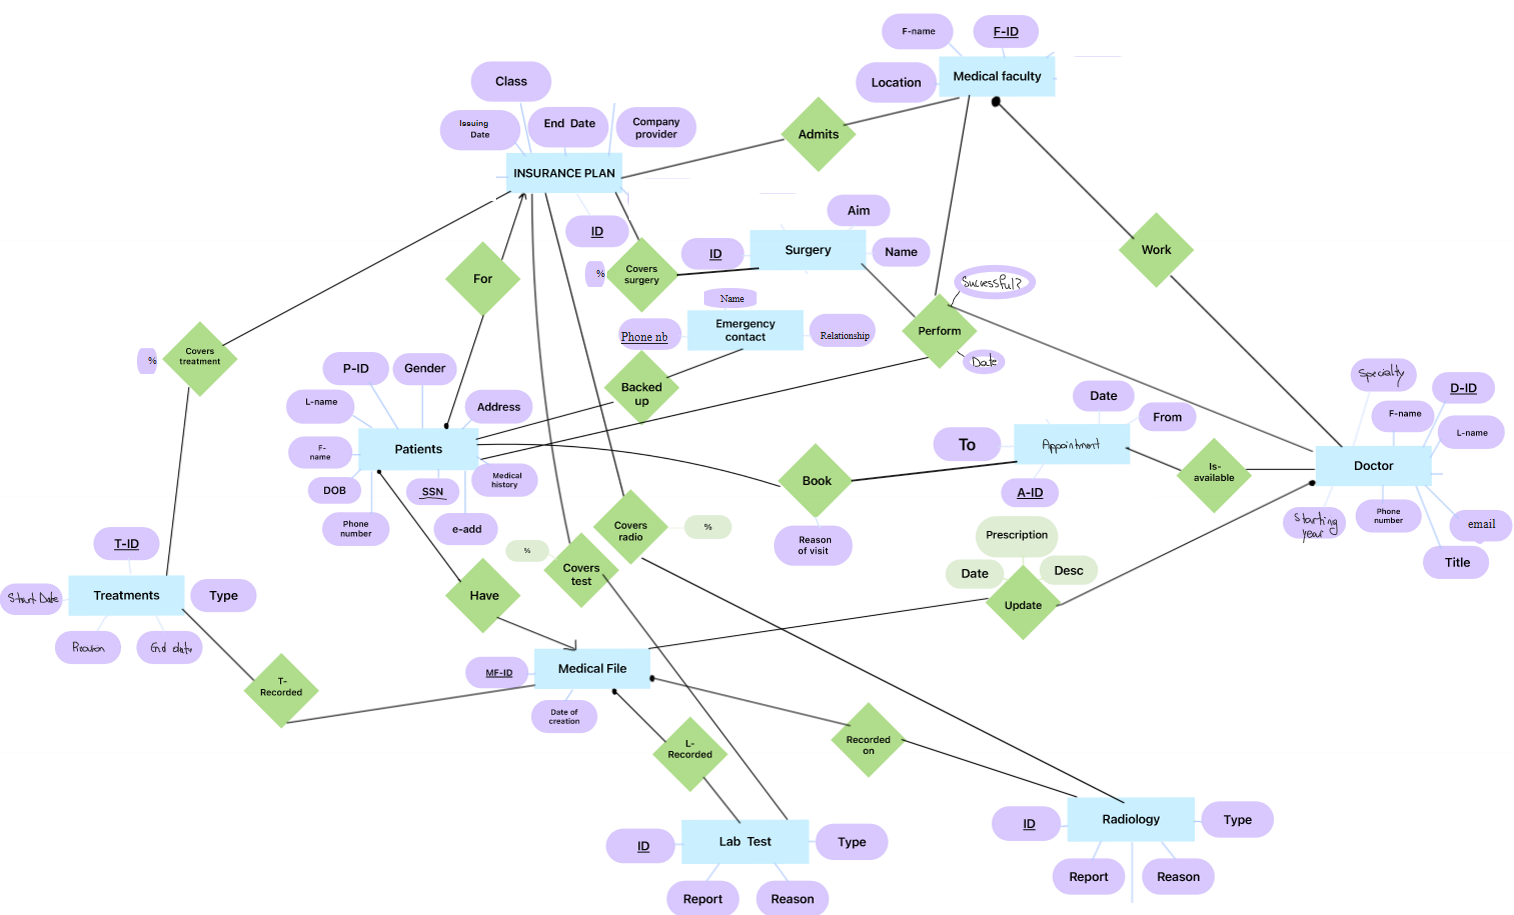 F-name
F-ID
Location
Medical faculty
Class
Issuing
Date
End Date
Company
provider
Admits
INSURANCE PLAN
ID
Aim
ID
Surgery
Name
Work
For
%
Covers
surgery
Successful?
Name
Phone nb
Emergency
contact
Relationship
Perform
Date
%
Covers
treatment
P-ID
Gender
L-name
Address
Backed
up
Specialty
D-ID
Date
F-name
From
L-name
Patients
F-
name
To
Appointment
Is-
available
Doctor
DOB
SSN
Medical
history
Book
A-ID
Phone
number
e-add
Starting
year
Phone
number
email
Covers
radio
%
Reason
of visit
Prescription
T-ID
%
Covers
test
Date
Desc
Title
Start Date
Treatments
Type
Have
Update
Reason
End date
T-
Recorded
MF-ID
Medical File
Date of
creation
L-
Recorded
Recorded
on
ID
Radiology
Type
ID
Lab Test
Type
Report
Reason
Report
Reason